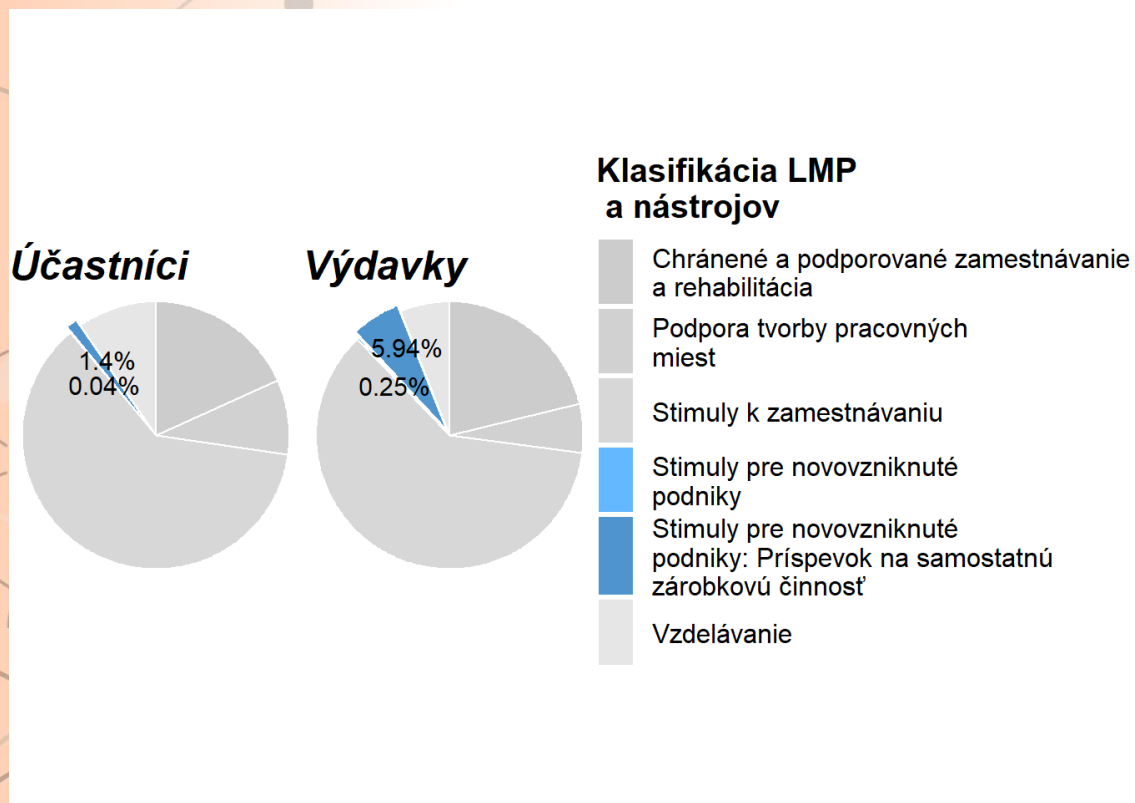 Účastníci
1.4%
0.04%
Výdavky
5.94%
0.25%
Klasifikácia LMP
a nástrojov
Chránené a podporované zamestnávanie
a rehabilitácia
Podpora tvorby pracovných
miest
Stimuly k zamestnávaniu
Stimuly pre novovzniknuté
podniky
Stimuly pre novovzniknuté
podniky: Príspevok na samostatnú
zárobkovú činnosť
Vzdelávanie